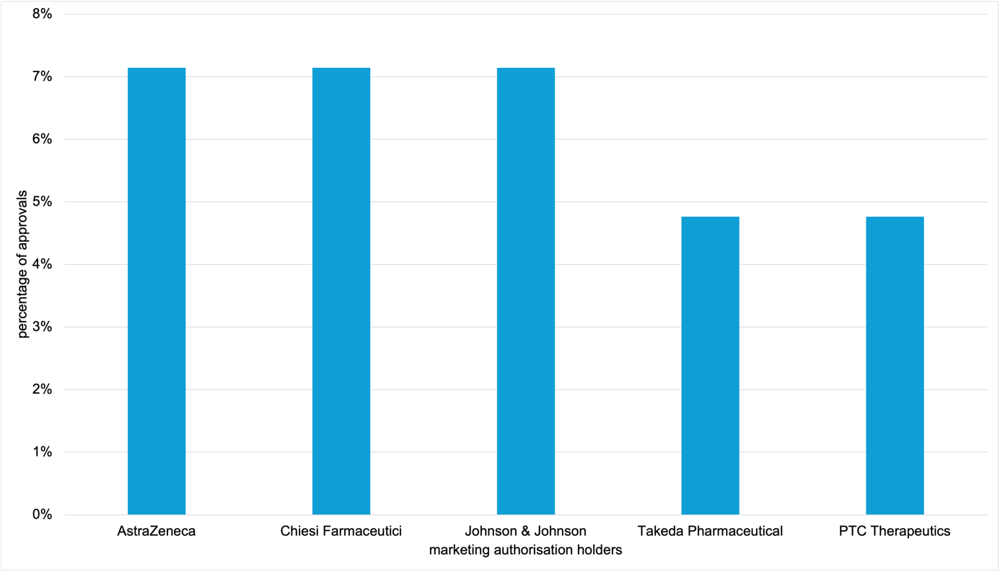 8%
7%
6%
5%
4%
3%
2%
1%
0%
percentage of approvals
AstraZeneca
Chiesi Farmaceutici
Johnson & Johnson
Takeda Pharmaceutical
PTC Therapeutics
marketing authorisation holders